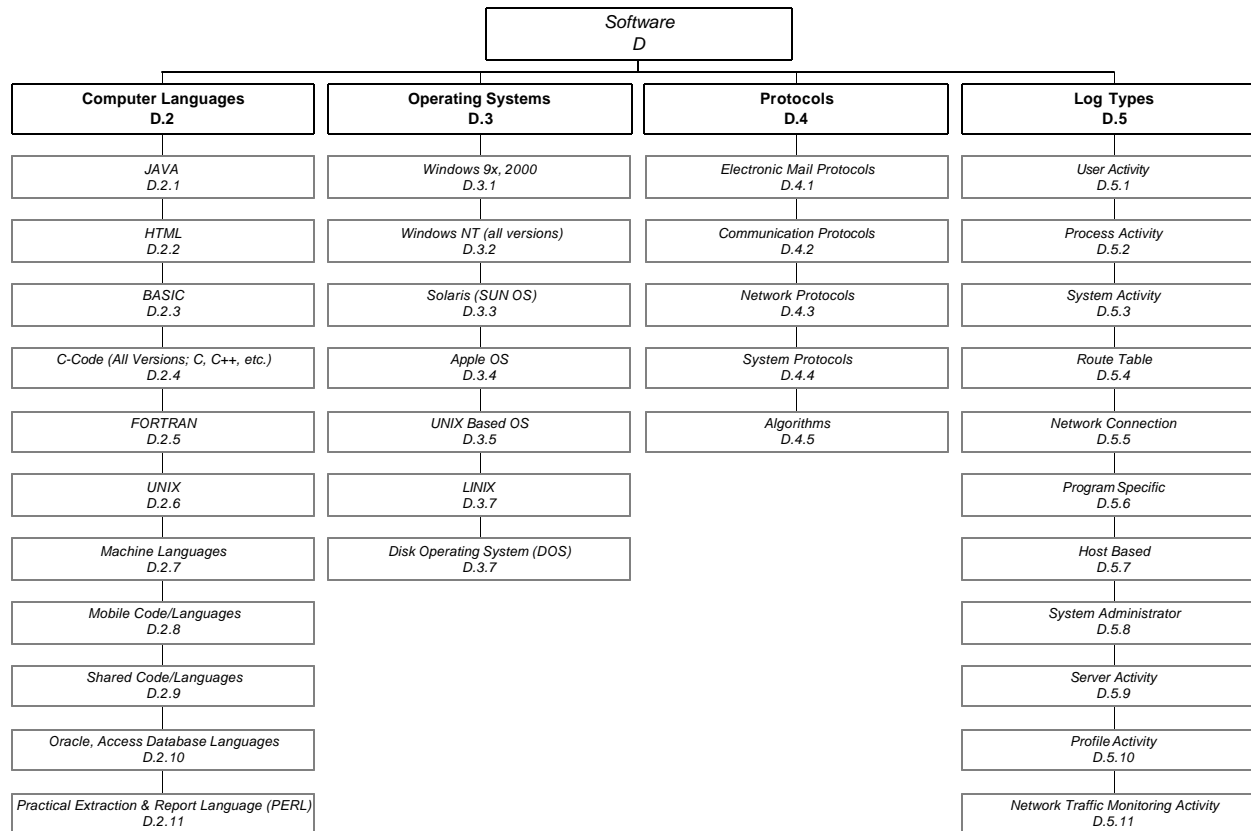 Software
D
Computer Languages
D.2
JAVA
D.2.1
HTML
D.2.2
BASIC
D.2.3
C-Code (All Versions; C, C++, etc.)
D.2.4
FORTRAN
D.2.5
UNIX
D.2.6
Machine Languages
D.2.7
Mobile Code/Languages
D.2.8
Shared Code/Languages
D.2.9
Oracle, Access Database Languages
D.2.10
Practical Extraction & Report Language (PERL)
D.2.11
Operating Systems
D.3
Windows 9x, 2000
D.3.1
Windows NT (all versions)
D.3.2
Solaris (SUN OS)
D.3.3
Apple OS
D.3.4
UNIX Based OS
D.3.5
LINIX
D.3.7
Disk Operating System (DOS)
D.3.7
Protocols
D.4
Electronic Mail Protocols
D.4.1
Communication Protocols
D.4.2
Network Protocols
D.4.3
System Protocols
D.4.4
Algorithms
D.4.5
Log Types
D.5
User Activity
D.5.1
Process Activity
D.5.2
System Activity
D.5.3
Route Table
D.5.4
Network Connection
D.5.5
Program Specific
D.5.6
Host Based
D.5.7
System Administrator
D.5.8
Server Activity
D.5.9
Profile Activity
D.5.10
Network Traffic Monitoring Activity
D.5.11